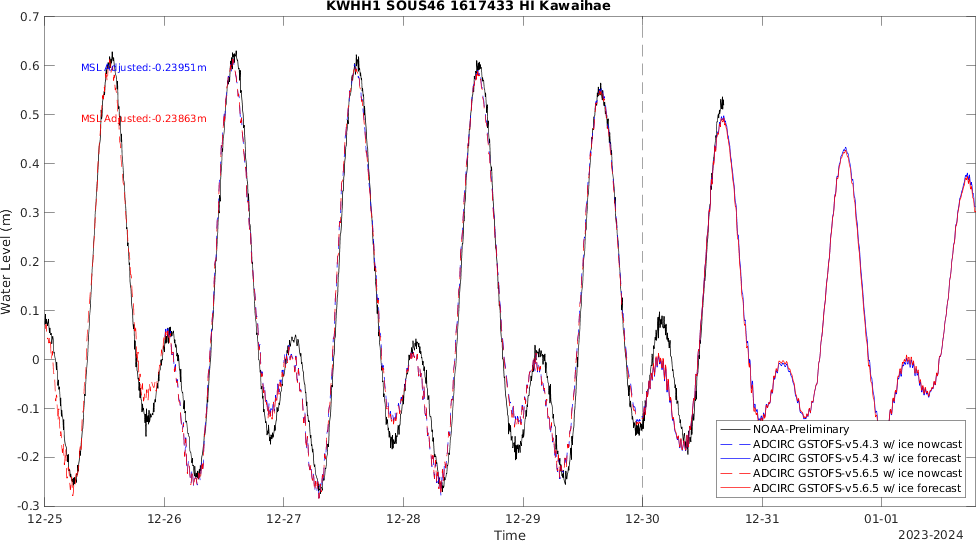 KWHH1 SOUS46 1617433 HI Kawaihae
0.7
0.6
0.5
0.4
0.3
0.2
0.1
0
-0.1
-0.2
-0.3
Water Level (m)
MSL Adjusted:-0.23951m
MSL Adjusted:-0.23863m
NOAA-Preliminary
ADCIRC GSTOFS-v5.4.3 w/ ice nowcast
ADCIRC GSTOFS-v5.4.3 w/ ice forecast
ADCIRC GSTOFS-v5.6.5 w/ ice nowcast
ADCIRC GSTOFS-v5.6.5 w/ ice forecast
12-25 12-26 12-27 12-28 12-29 12-30 12-31 01-01
Time
2023-2024